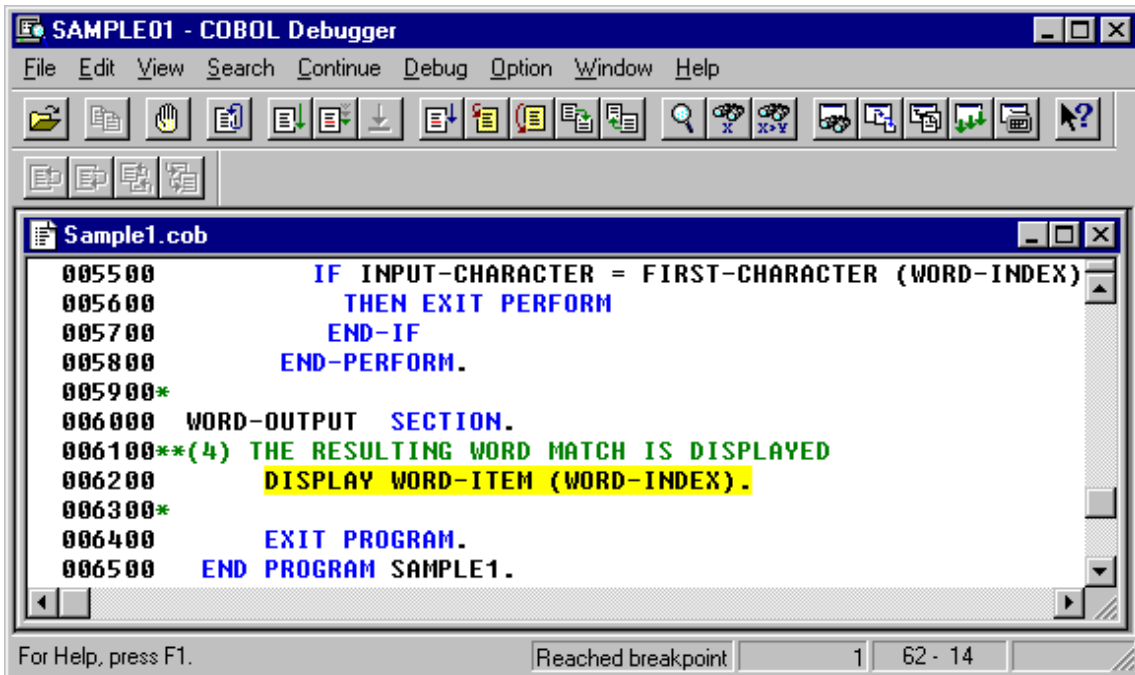 SAMPLE01 - COBOL Debugger
File Edit View Search Continue Debug Option Window Help
X X>Y
Sample1.cob
005500 IF INPUT-CHARACTER = FIRST-CHARACTER (WORD-INDEX)
005600 THEN EXIT PERFORM
005700 END-IF
005800 END-PERFORM.
005900*
006000 WORD-OUTPUT SECTION.
006100**(4) THE RESULTING WORD MATCH IS DISPLAYED
006200 DISPLAY WORD-ITEM (WORD-INDEX).
006300*
006400 EXIT PROGRAM.
006500 END PROGRAM SAMPLE1.
For Help, press F1. Reached breakpoint 1 62 - 14